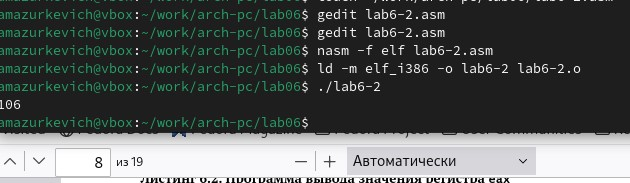 amazurkevich@vbox:~/work/arch-pc/lab06$ gedit lab6-2.asm
amazurkevich@vbox:~/work/arch-pc/lab06$ gedit lab6-2.asm
amazurkevich@vbox:~/work/arch-pc/lab06$ nasm -f elf lab6-2.asm
amazurkevich@vbox:~/work/arch-pc/lab06$ ld -m elf_i386 -o lab6-2 lab6-2.o
amazurkevich@vbox:~/work/arch-pc/lab06$ ./lab6-2
106
amazurkevich@vbox:~/work/arch-pc/lab06$
8 из 19 — + Автоматически
Листинг 6.2. Программа вывода значения регистра eax